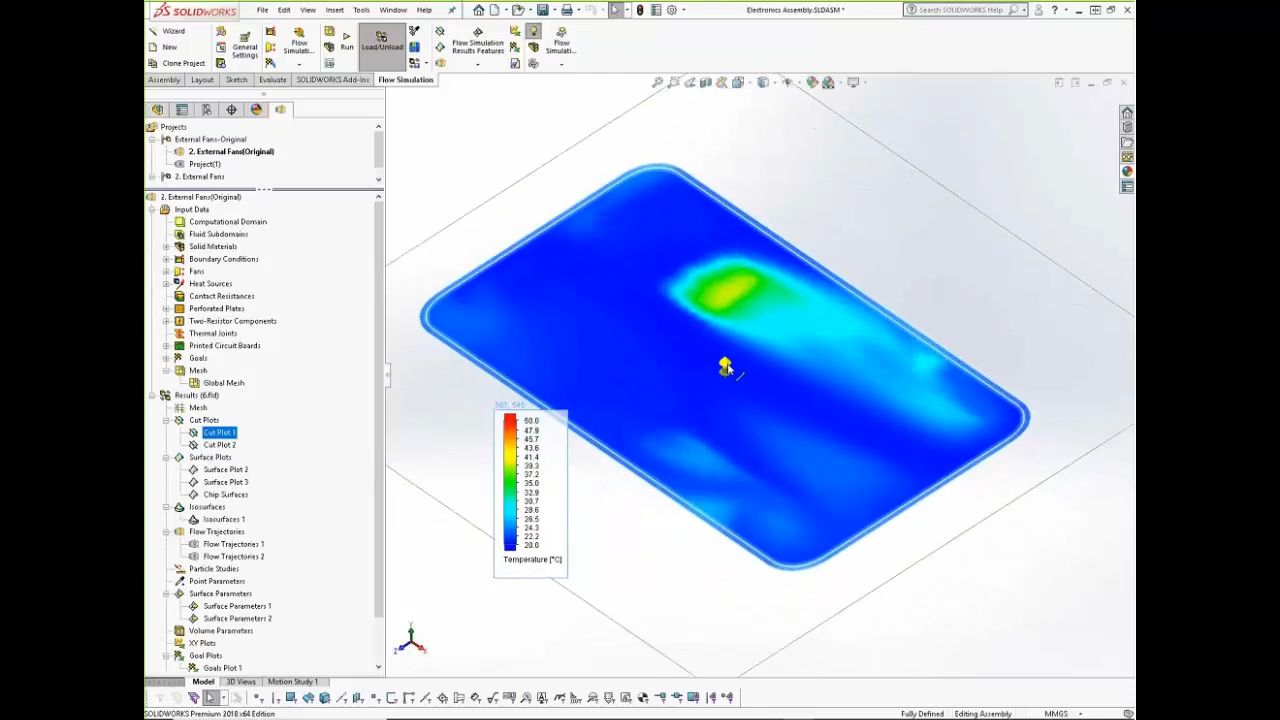 SOLIDWORKS File Edit View Insert Tools Window Help Electronics Assembly.SLDASM * Search SOLIDWORKS Help
Wizard
New
Clone Project
General Settings
Flow Simulati...
Run
Load/Unload
Flow Simulation Results Features
Flow Simulati...
Assembly Layout Sketch Evaluate SOLIDWORKS Add-Ins Flow Simulation
Projects
External Fans-Original
2. External Fans(Original)
Project(1)
2. External Fans
2. External Fans(Original)
Input Data
Computational Domain
Fluid Subdomains
Solid Materials
Boundary Conditions
Fans
Heat Sources
Contact Resistances
Perforated Plates
Two-Resistor Components
Thermal Joints
Printed Circuit Boards
Goals
Mesh
Global Mesh
Results (6.fld)
Mesh
Cut Plots
Cut Plot 1
Cut Plot 2
Surface Plots
Surface Plot 2
Surface Plot 3
Chip Surfaces
Isosurfaces
Isosurfaces 1
Flow Trajectories
Flow Trajectories 1
Flow Trajectories 2
Particle Studies
Point Parameters
Surface Parameters
Surface Parameters 1
Surface Parameters 2
Volume Parameters
XY Plots
Goal Plots
Goals Plot 1
50.0
47.9
45.7
43.6
41.4
39.3
37.2
35.0
32.9
30.7
28.6
26.5
24.3
22.2
20.0
Temperature [°C]
Y
Z
X
Model 3D Views Motion Study 1
SOLIDWORKS Premium 2018 x64 Edition Fully Defined Editing Assembly MMGS